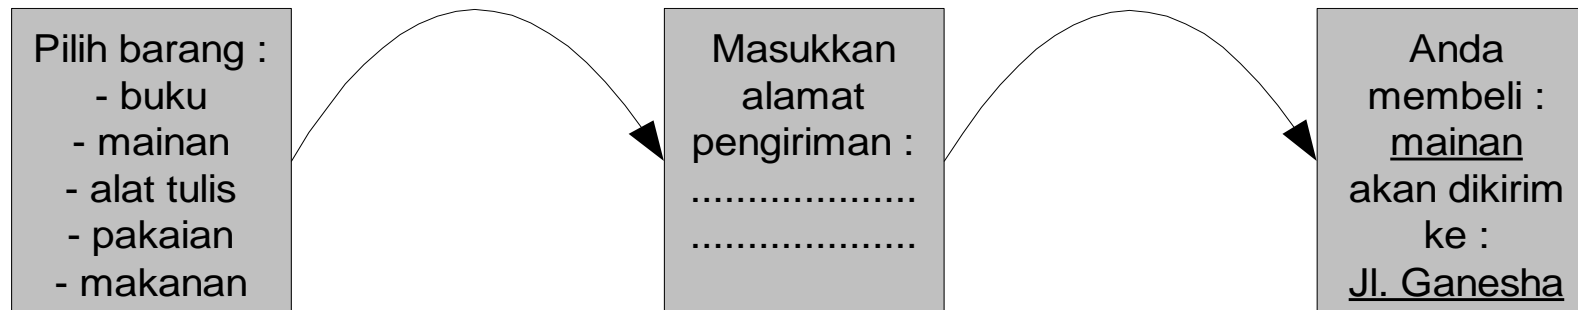 Pilih barang :
- buku
- mainan
- alat tulis
- pakaian
- makanan
Masukkan
alamat
pengiriman :
....................
....................
Anda
membeli :
mainan
akan dikirim
ke :
Jl. Ganesha